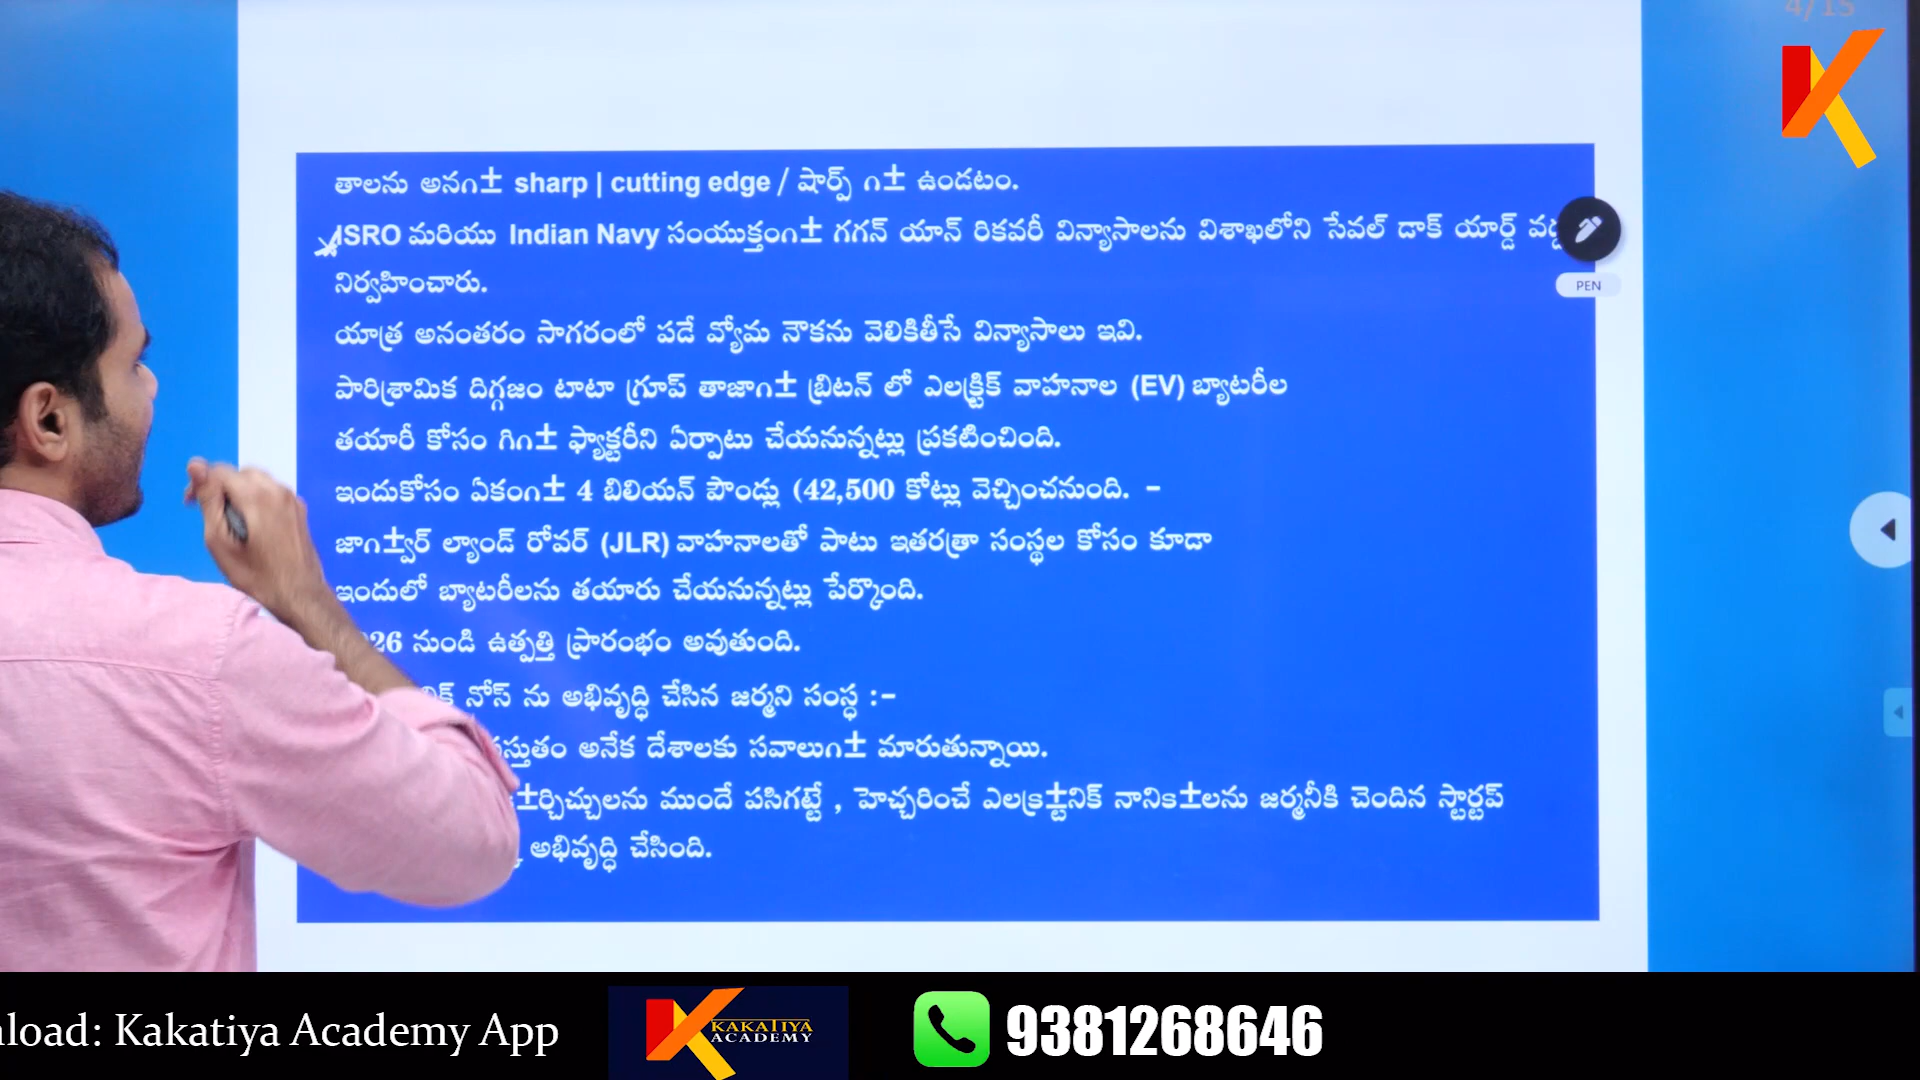 4/15
తాలను అనగా± sharp | cutting edge / షార్ప్ గా± ఉండటం.
ISRO మరియు Indian Navy సంయుక్తంగ± గగన్ యాన్ రికవరీ విన్యాసాలను విశాఖలోని సేవల్ డాక్ యార్డ్ వద్ద
నిర్వహించారు.
PEN
యాత్ర అనంతరం సాగరంలో పడే వ్యోమ నౌకను వెలికితీసే విన్యాసాలు ఇవి.
పారిశ్రామిక దిగ్గజం టాటా గ్రూప్ తాజాగ± బ్రిటన్ లో ఎలక్ట్రిక్ వాహనాల (EV) బ్యాటరీల
తయారీ కోసం గిగ± ఫ్యాక్టరీని ఏర్పాటు చేయనున్నట్లు ప్రకటించింది.
ఇందుకోసం ఏకంగ± 4 బిలియన్ పౌండ్లు (42,500 కోట్లు వెచ్చించనుంది. -
జాగ±్వర్ ల్యాండ్ రోవర్ (JLR) వాహనాలతో పాటు ఇతరత్రా సంస్థల కోసం కూడా
ఇందులో బ్యాటరీలను తయారు చేయనున్నట్లు పేర్కొంది.
26 నుండి ఉత్పత్తి ప్రారంభం అవుతుంది.
నోస్ ను అభివృద్ధి చేసిన జర్మని సంస్థ :-
అనేక దేశాలకు సవాలుగ± మారుతున్నాయి.
ర్చిచ్చులను ముందే పసిగట్టే , హెచ్చరించే ఎలక్ట్ర±నిక్ నానిక±లను జర్మనీకి చెందిన స్టార్టప్
అభివృద్ధి చేసింది.
load: Kakatiya Academy App
KAKATIYA
ACADEMY
9381268646